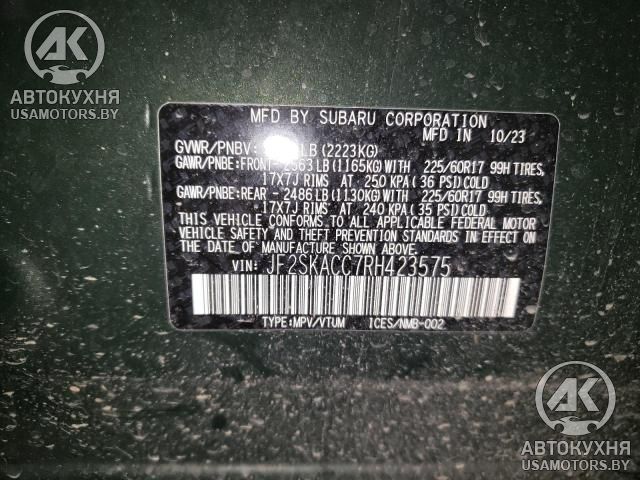 AK
АВТОКУХНЯ
USAMOTORS.BY
MFD BY SUBARU CORPORATION
MFD IN 10/23
GVWR/PNBV: LB (2223KG)
GAWR/PNBE: FRONT- 2563 LB (1165KG) WITH 225/60R17 99H TIRES,
17X7J RIMS AT 250 KPA (36 PSI) COLD
GAWR/PNBE: REAR - 2486 LB (1130KG) WITH 225/60R17 99H TIRES,
17X7J RIMS AT 240 KPA (35 PSI) COLD
THIS VEHICLE CONFORMS TO ALL APPLICABLE FEDERAL MOTOR
VEHICLE SAFETY AND THEFT PREVENTION STANDARDS IN EFFECT ON
THE DATE OF MANUFACTURE SHOWN ABOVE.
VIN: JF2SKACC7RH423575
TYPE:MPV/VTUM ICES/NMB-002
AK
АВТОКУХНЯ
USAMOTORS.BY